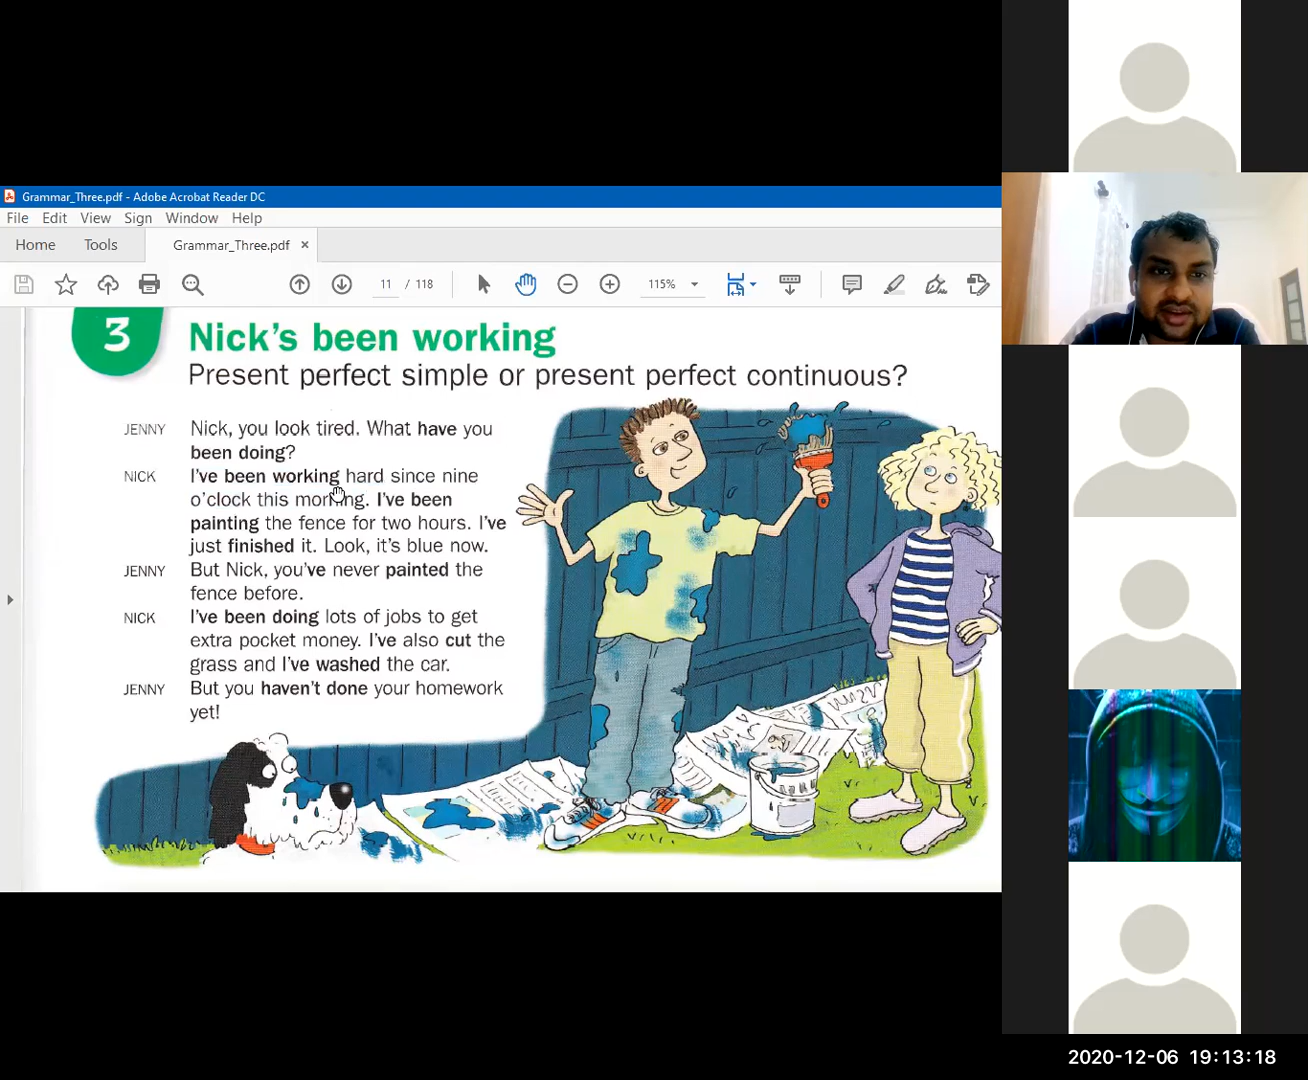 Grammar_Three.pdf - Adobe Acrobat Reader DC
File Edit View Sign Window Help
Home Tools Grammar_Three.pdf ×
11 / 118 115%
3
Nick's been working
Present perfect simple or present perfect continuous?
JENNY Nick, you look tired. What have you
been doing?
NICK I've been working hard since nine
o'clock this morning. I've been
painting the fence for two hours. I've
just finished it. Look, it's blue now.
JENNY But Nick, you've never painted the
fence before.
NICK I've been doing lots of jobs to get
extra pocket money. I've also cut the
grass and I've washed the car.
JENNY But you haven't done your homework
yet!
2020-12-06 19:13:18